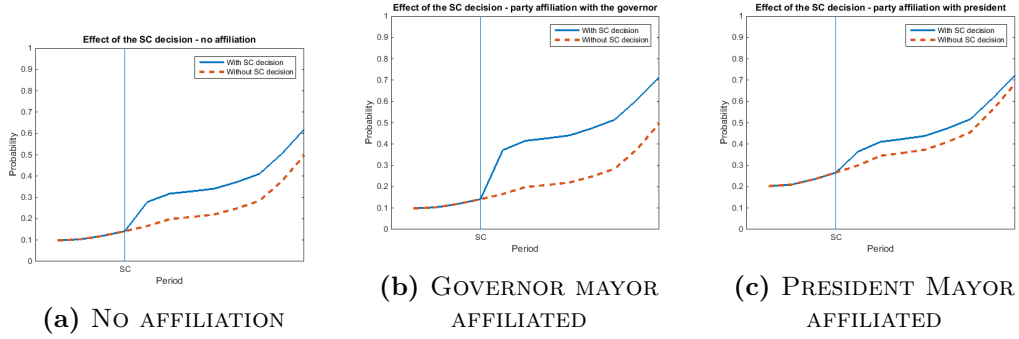 Effect of the SC decision - no affiliation
With SC decision
Without SC decision
1
0.9
0.8
0.7
0.6
0.5
0.4
0.3
0.2
0.1
0
Probability
SC
Period
(a) No affiliation
Effect of the SC decision - party affiliation with the governor
With SC decision
Without SC decision
1
0.9
0.8
0.7
0.6
0.5
0.4
0.3
0.2
0.1
0
Probability
SC
Period
(b) Governor mayor
affiliated
Effect of the SC decision - party affiliation with president
With SC decision
Without SC decision
1
0.9
0.8
0.7
0.6
0.5
0.4
0.3
0.2
0.1
0
Probability
SC
Period
(c) President Mayor
affiliated